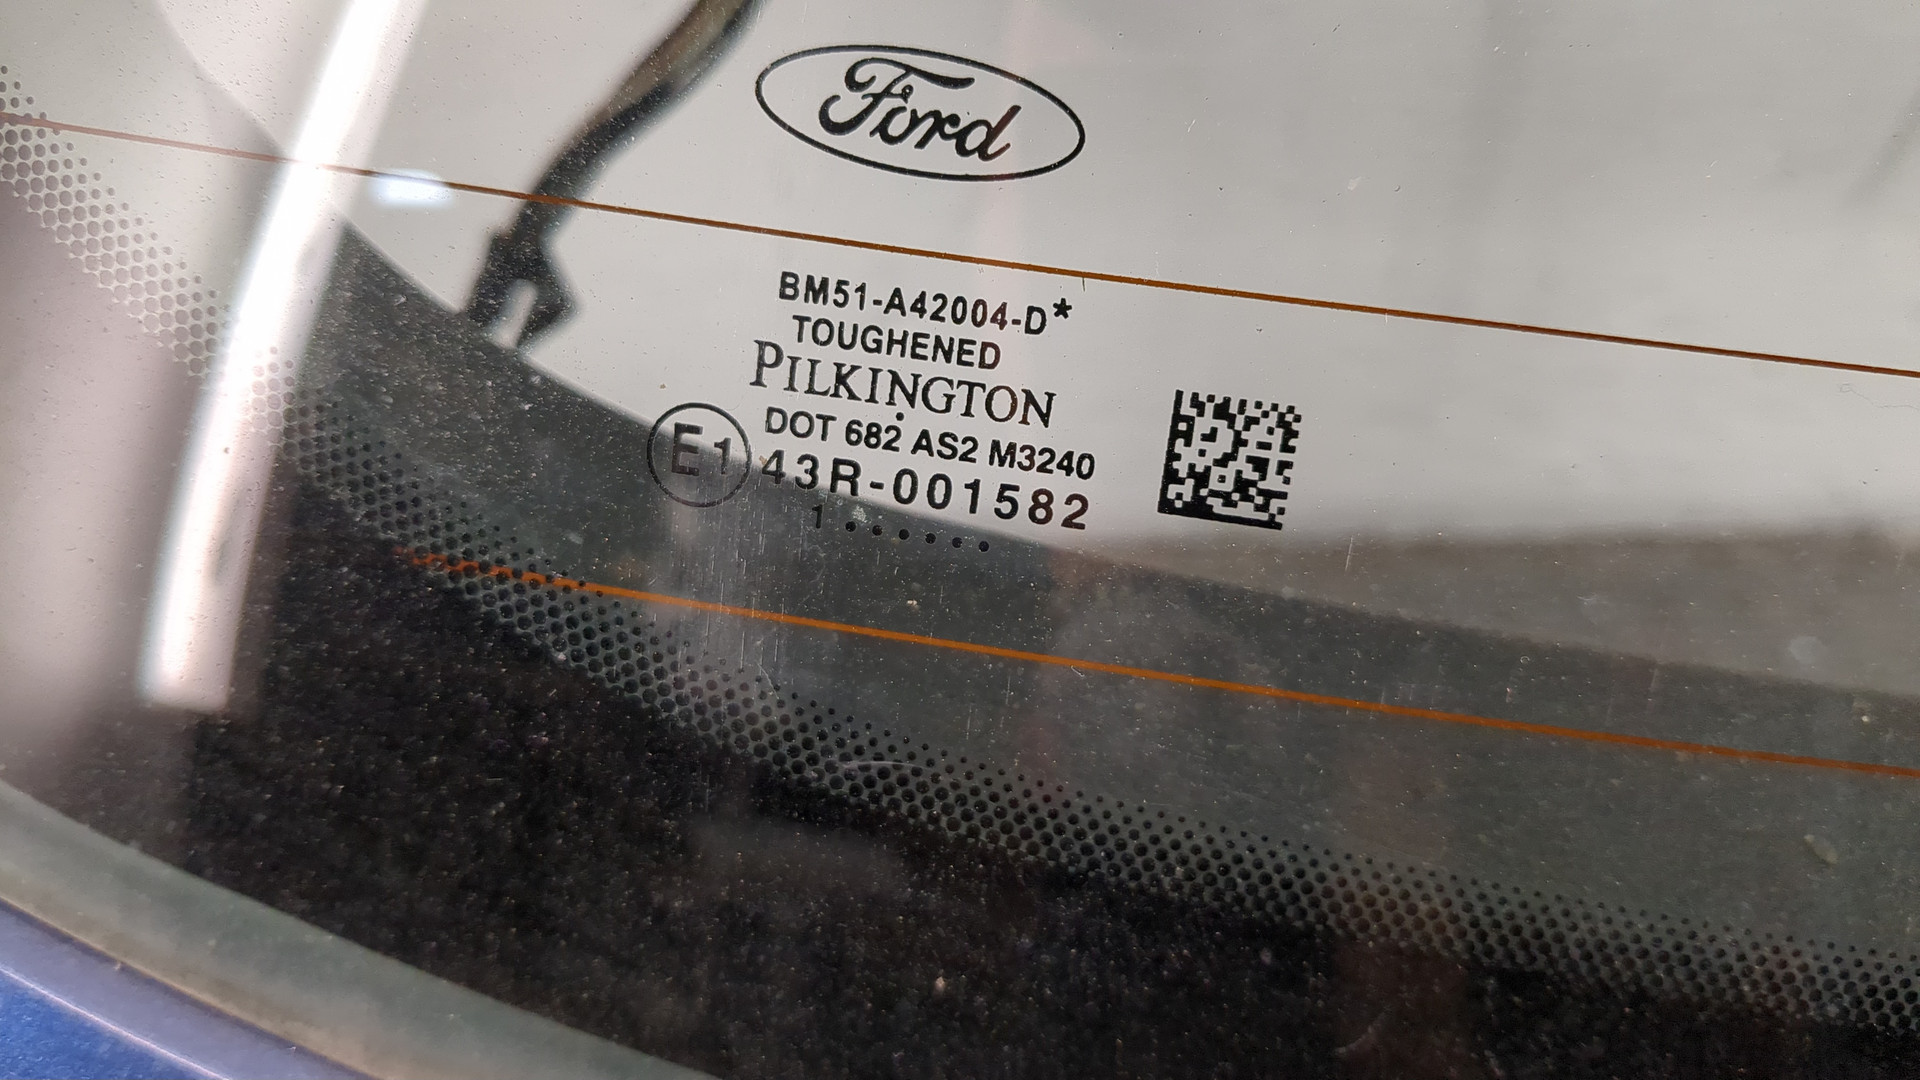 Ford
BM51-A42004-D*
TOUGHENED
PILKINGTON
DOT 682 AS2 M3240
E1 43R-001582
1 . . . . . .